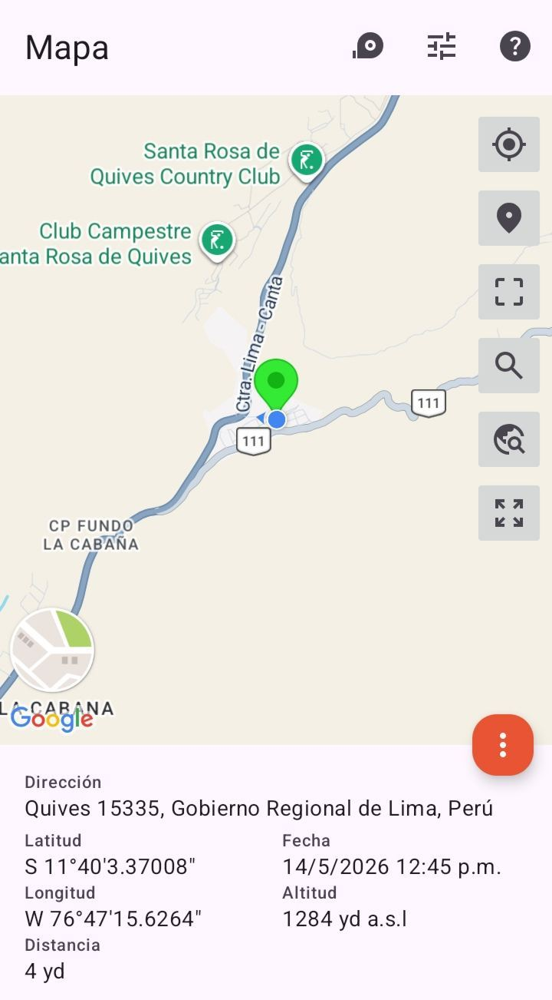 Mapa
Santa Rosa de
Quives Country Club
Club Campestre
anta Rosa de Quives
Ctra. Lima - Canta
111
111
CP FUNDO
LA CABAÑA
LA CABANA
Google
Dirección
Quives 15335, Gobierno Regional de Lima, Perú
Latitud
S 11°40'3.37008"
Fecha
14/5/2026 12:45 p.m.
Longitud
W 76°47'15.6264"
Altitud
1284 yd a.s.l
Distancia
4 yd